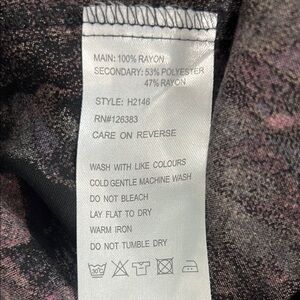 MAIN: 100% RAYON
SECONDARY: 53% POLYESTER
47% RAYON
STYLE: H2146
RN#126383
CARE ON REVERSE
WASH WITH LIKE COLOURS
COLD GENTLE MACHINE WASH
DO NOT BLEACH
LAY FLAT TO DRY
WARM IRON
DO NOT TUMBLE DRY
30°C